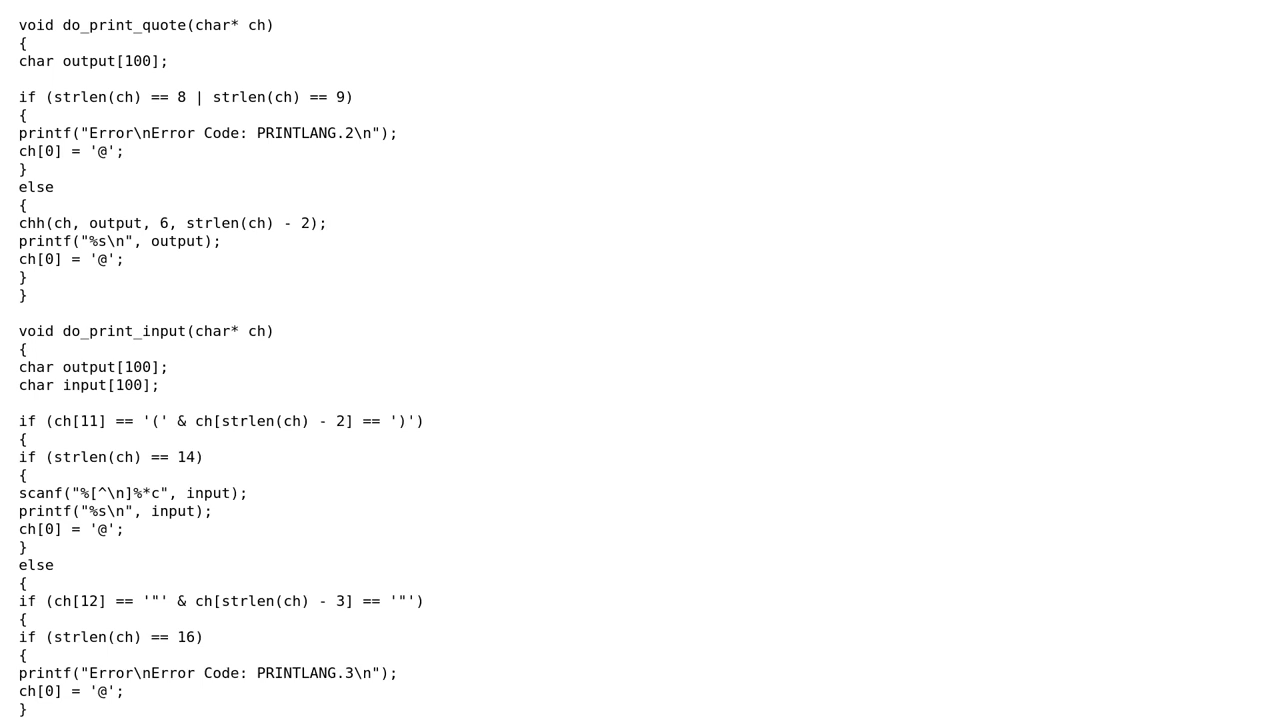 void do_print_quote(char* ch)
{
char output[100];

if (strlen(ch) == 8 | strlen(ch) == 9)
{
printf("Error\nError Code: PRINTLANG.2\n");
ch[0] = '@';
}
else
{
chh(ch, output, 6, strlen(ch) - 2);
printf("%s\n", output);
ch[0] = '@';
}
}

void do_print_input(char* ch)
{
char output[100];
char input[100];

if (ch[11] == '(' & ch[strlen(ch) - 2] == ')')
{
if (strlen(ch) == 14)
{
scanf("%[^\n]%*c", input);
printf("%s\n", input);
ch[0] = '@';
}
else
{
if (ch[12] == '"' & ch[strlen(ch) - 3] == '"')
{
if (strlen(ch) == 16)
{
printf("Error\nError Code: PRINTLANG.3\n");
ch[0] = '@';
}